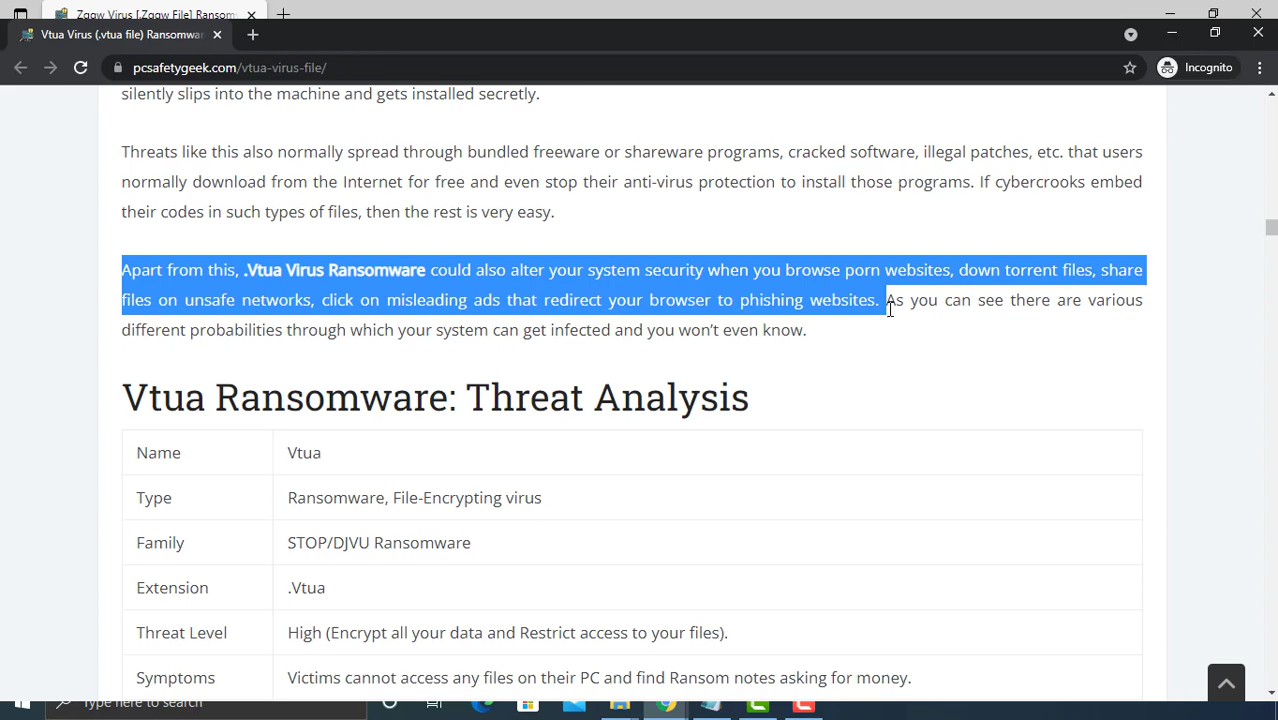 Zqqw Virus [.Zqqw File] Ransom
Vtua Virus (.vtua file) Ransomwar
pcsafetygeek.com/vtua-virus-file/
Incognito
silently slips into the machine and gets installed secretly.
Threats like this also normally spread through bundled freeware or shareware programs, cracked software, illegal patches, etc. that users
normally download from the Internet for free and even stop their anti-virus protection to install those programs. If cybercrooks embed
their codes in such types of files, then the rest is very easy.
Apart from this, .Vtua Virus Ransomware could also alter your system security when you browse porn websites, down torrent files, share
files on unsafe networks, click on misleading ads that redirect your browser to phishing websites. As you can see there are various
different probabilities through which your system can get infected and you won't even know.
Vtua Ransomware: Threat Analysis
Name Vtua
Type Ransomware, File-Encrypting virus
Family STOP/DJVU Ransomware
Extension .Vtua
Threat Level High (Encrypt all your data and Restrict access to your files).
Symptoms Victims cannot access any files on their PC and find Ransom notes asking for money.
Type here to search